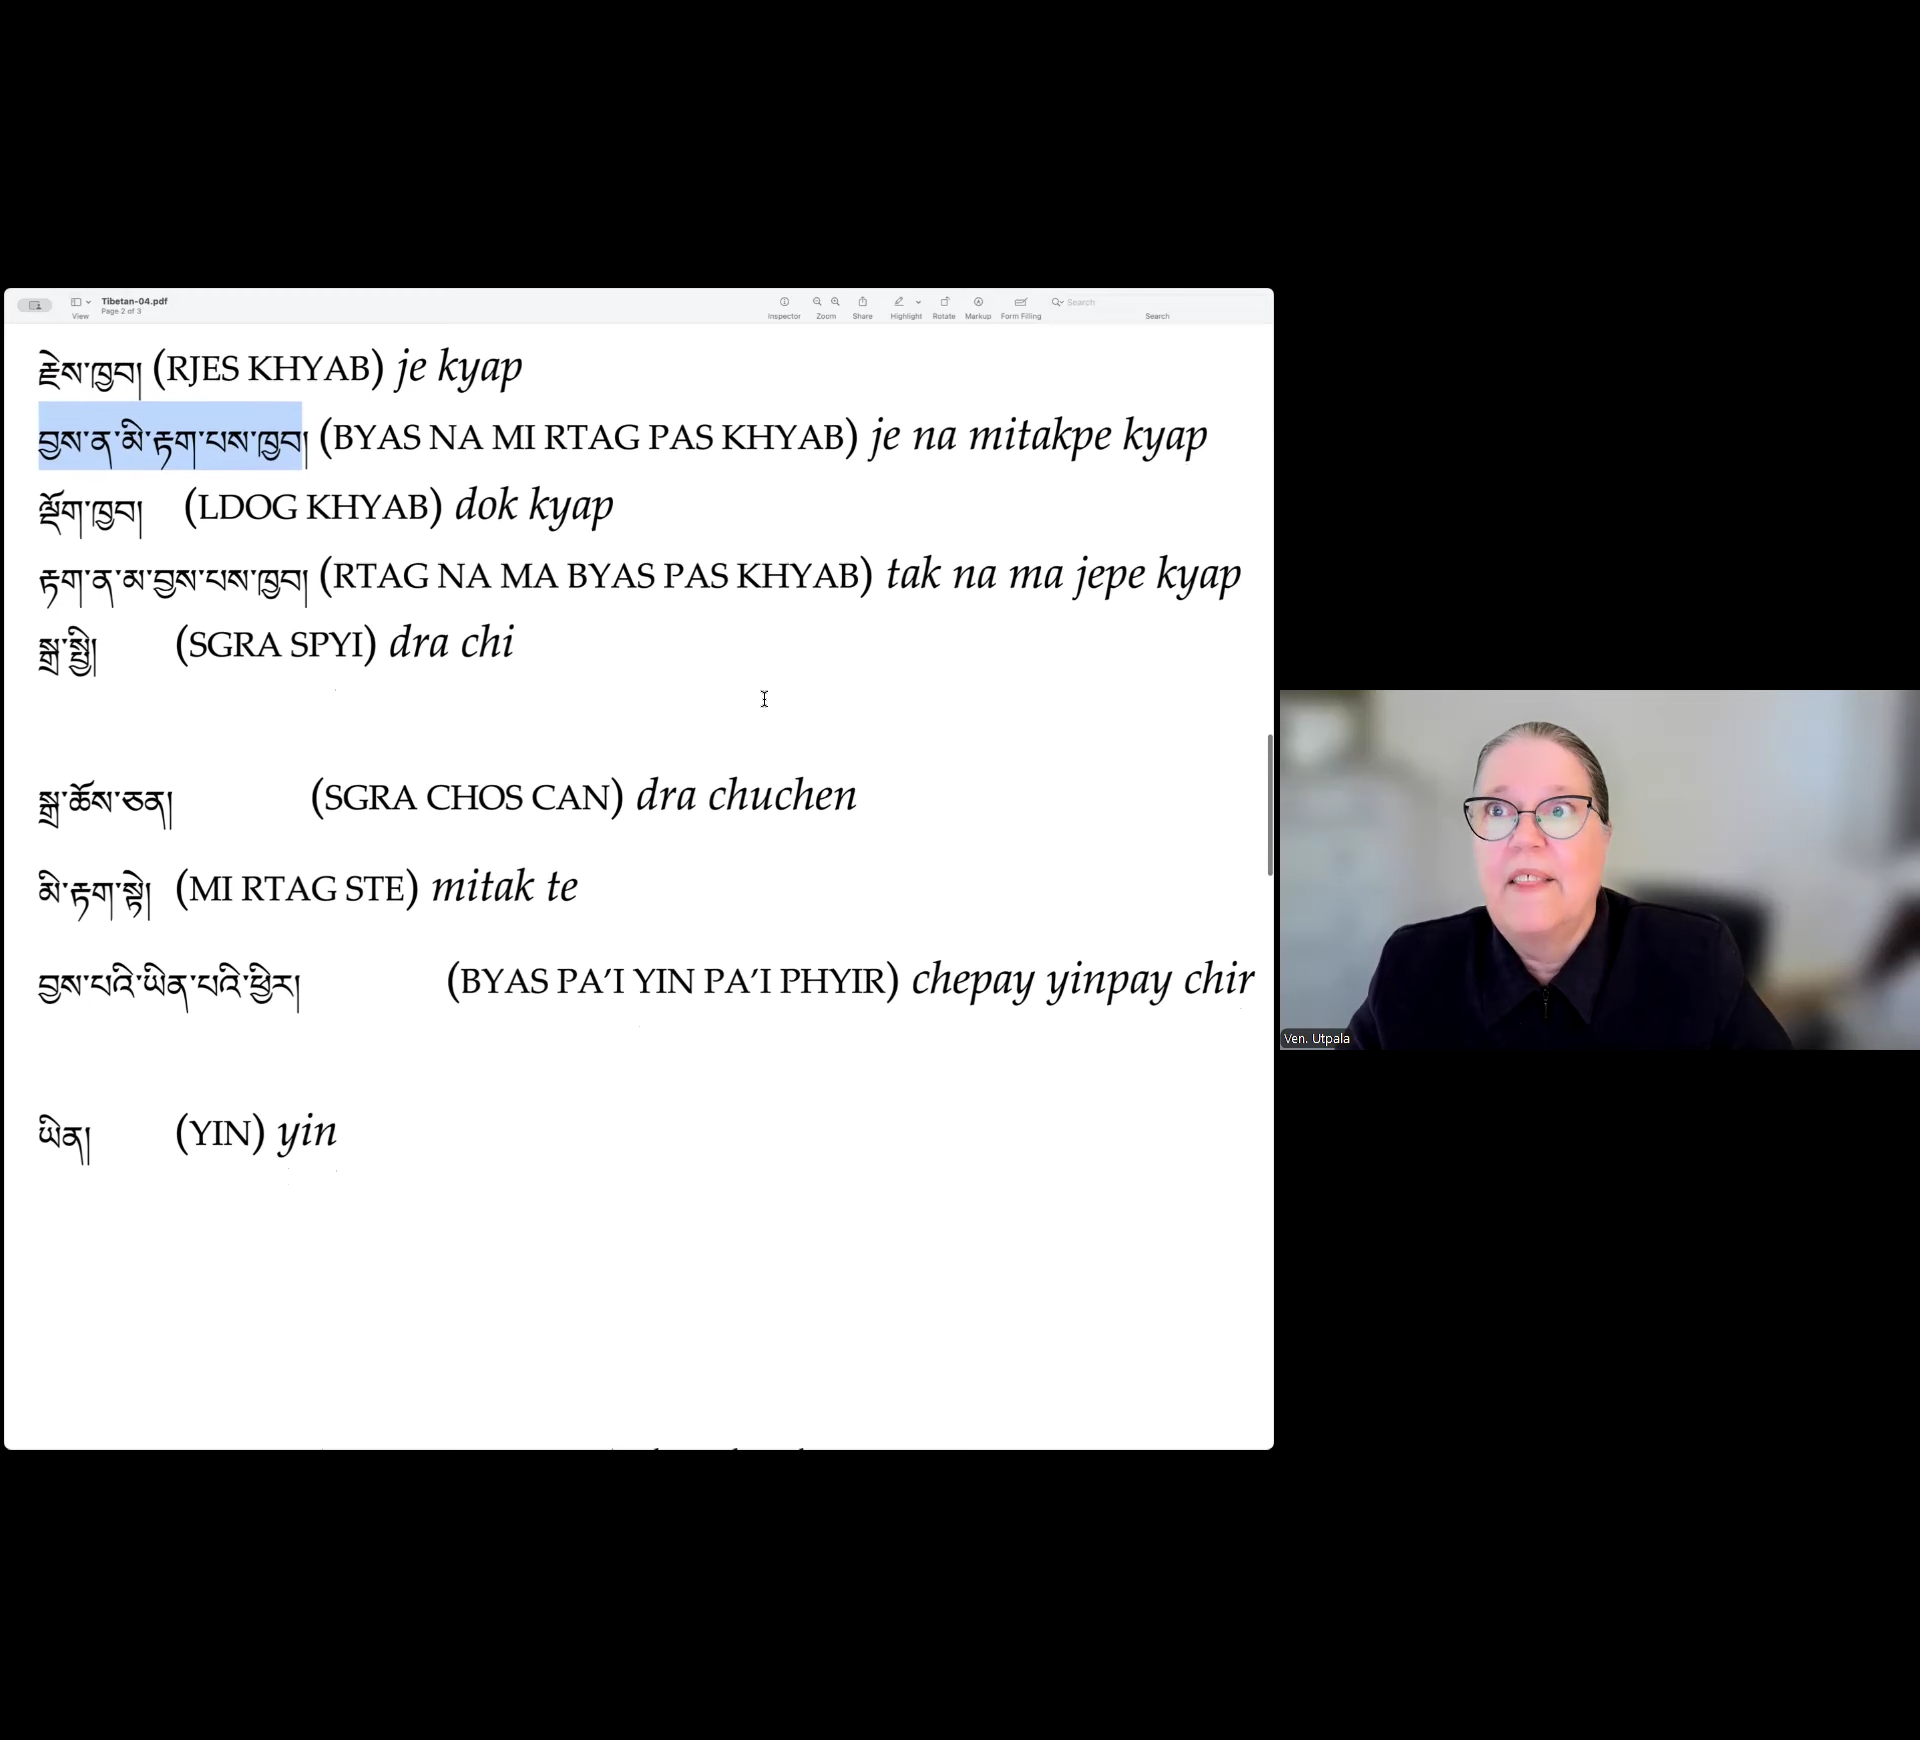 Tibetan-04.pdf
Page 2 of 3
View
Inspector
Zoom
Share
Highlight
Rotate
Markup
Form Filling
Search
Search
རྗེས་ཁྱབ། (RJES KHYAB) je kyap
བྱས་ན་མི་རྟག་པས་ཁྱབ། (BYAS NA MI RTAG PAS KHYAB) je na mitakpe kyap
ལྡོག་ཁྱབ། (LDOG KHYAB) dok kyap
རྟག་ན་མ་བྱས་པས་ཁྱབ། (RTAG NA MA BYAS PAS KHYAB) tak na ma jepe kyap
སྒྲ་སྤྱི། (SGRA SPYI) dra chi
སྒྲ་ཆོས་ཅན། (SGRA CHOS CAN) dra chuchen
མི་རྟག་སྟེ། (MI RTAG STE) mitak te
བྱས་པའི་ཡིན་པའི་ཕྱིར། (BYAS PA’I YIN PA’I PHYIR) chepay yinpay chir
ཡིན། (YIN) yin
Ven. Utpala